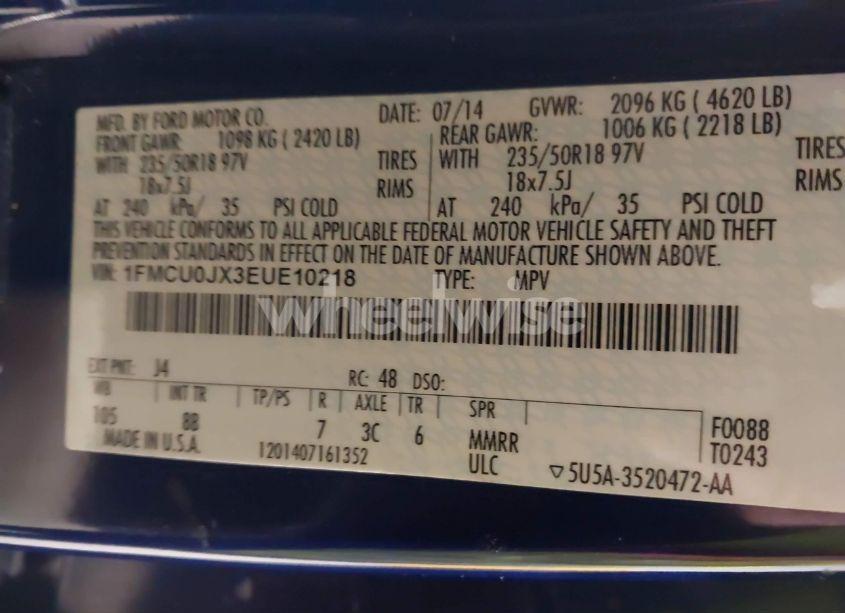 MFD. BY FORD MOTOR CO. DATE: 07/14 GVWR: 2096 KG ( 4620 LB)
FRONT GAWR: 1098 KG ( 2420 LB) REAR GAWR: 1006 KG ( 2218 LB)
WITH 235/50R18 97V TIRES WITH 235/50R18 97V TIRES
18x7.5J RIMS 18x7.5J RIMS
AT 240 kPa/ 35 PSI COLD AT 240 kPa/ 35 PSI COLD
THIS VEHICLE CONFORMS TO ALL APPLICABLE FEDERAL MOTOR VEHICLE SAFETY AND THEFT
PREVENTION STANDARDS IN EFFECT ON THE DATE OF MANUFACTURE SHOWN ABOVE.
VIN: 1FMCU0JX3EUE10218 TYPE: MPV
wheelwise
EXT PNT: J4 RC: 48 DSO:
WB INT TR TP/PS R AXLE TR SPR F0088
105 8B 7 3C 6 MMRR T0243
MADE IN U.S.A. 1201407161352 ULC ▽5U5A-3520472-AA